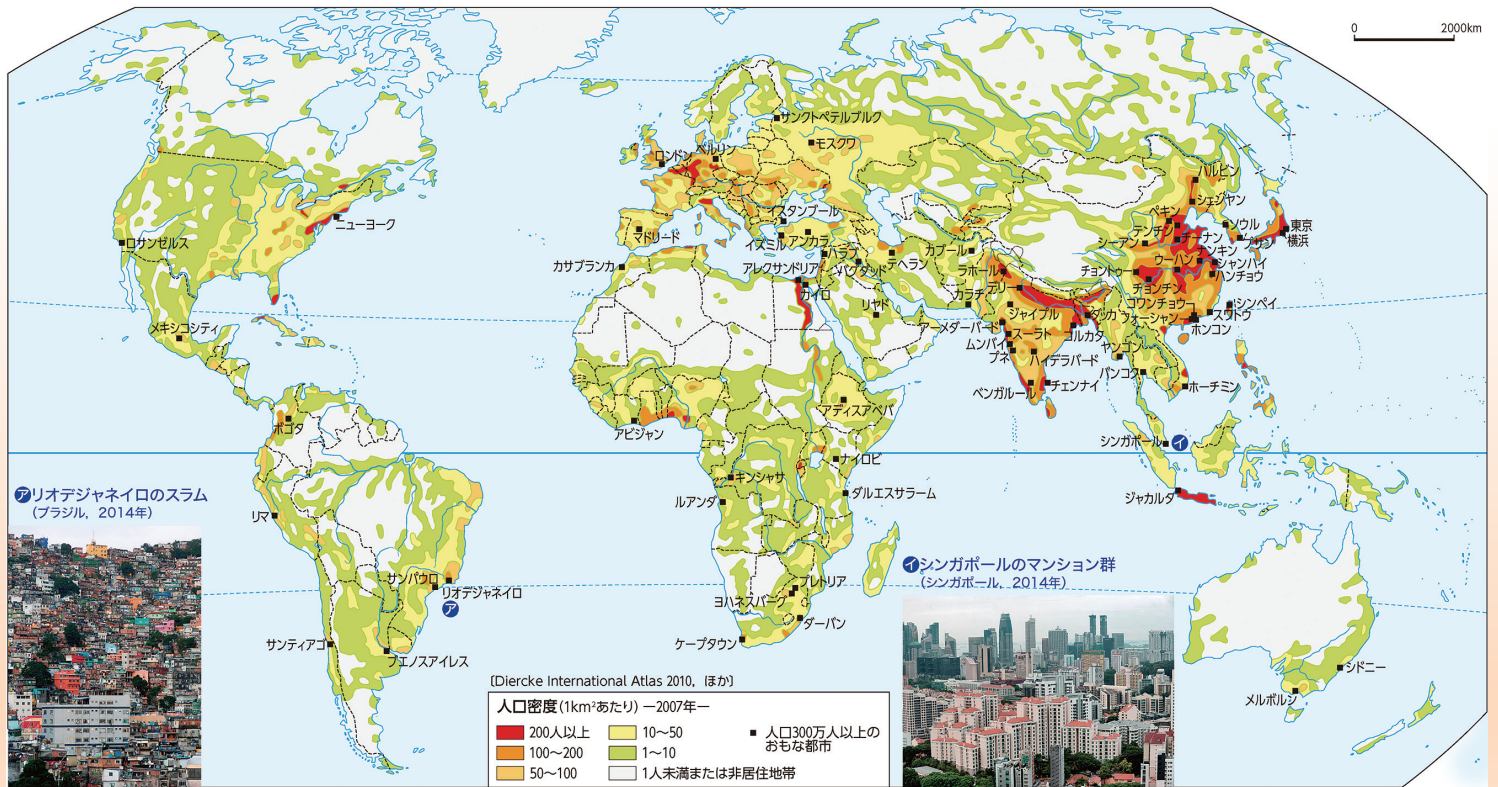 0 2000km
サンクトペテルブルク
モスクワ
ロンドン
ベルリン
マドリード
イスタンブール
イズミル
アンカラ
ハラブ
テヘラン
カブール
バグダッド
アレクサンドリア
カイロ
リヤド
カサブランカ
ラホール
デリー
カラチ
ジャイプル
アーメダーバード
スーラト
ムンバイ
プネ
ハイデラバード
コルカタ
ダッカ
ベンガルール
チェンナイ
ヤンゴン
バンコク
ホーチミン
ハルビン
シェンヤン
ペキン
テンチン
チーナン
シーアン
ソウル
プサン
東京
横浜
ナンキン
シャンハイ
ウーハン
ハンチョウ
チョントゥー
チョンチン
コワンチョウ
フォーシャン
スワトウ
ホンコン
シンペイ
ニューヨーク
ロサンゼルス
メキシコシティ
ボゴタ
リマ
サンパウロ
リオデジャネイロ
ア
サンティアゴ
ブエノスアイレス
アビジャン
アディスアベバ
ナイロビ
キンシャサ
ルアンダ
ダルエスサラーム
プレトリア
ヨハネスバーグ
ダーバン
ケープタウン
シンガポール イ
ジャカルタ
シドニー
メルボルン
アリオデジャネイロのスラム
(ブラジル，2014年)
イシンガポールのマンション群
(シンガポール，2014年)
〔Diercke International Atlas 2010，ほか〕
人口密度(1km²あたり) ―2007年―
200人以上
100～200
50～100
10～50
1～10
1人未満または非居住地帯
人口300万人以上の
おもな都市